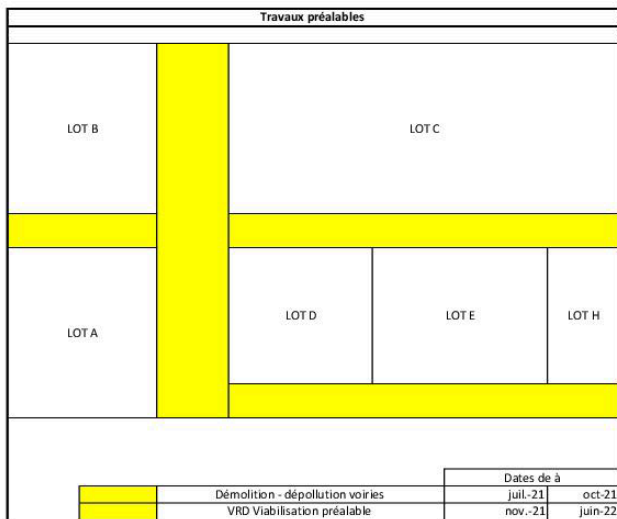 Travaux préalables
LOT B
LOT C
LOT A
LOT D
LOT E
LOT H
Dates de à
Démolition - dépollution voiries juil.-21 oct-21
VRD Viabilisation préalable nov.-21 juin-22